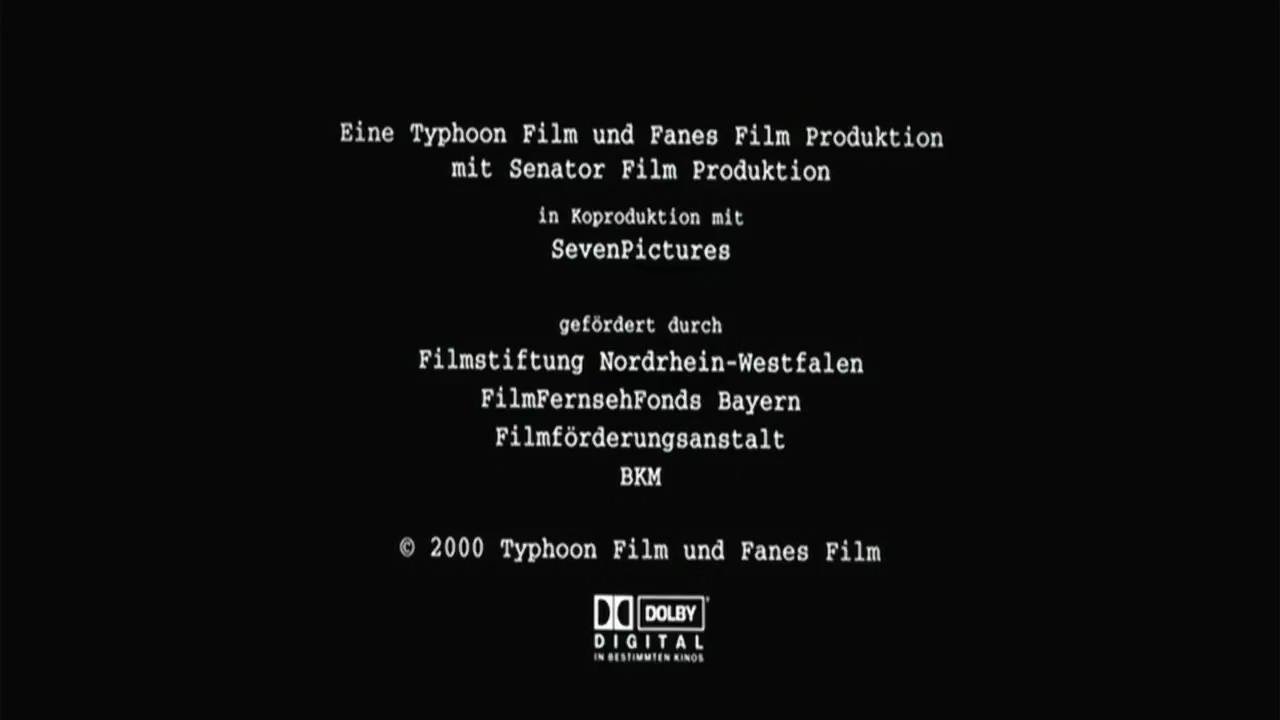 Eine Typhoon Film und Fanes Film Produktion
mit Senator Film Produktion
in Koproduktion mit
SevenPictures
gefördert durch
Filmstiftung Nordrhein-Westfalen
FilmFernsehFonds Bayern
Filmförderungsanstalt
BKM
© 2000 Typhoon Film und Fanes Film
DOLBY
DIGITAL
IN BESTIMMTEN KINOS